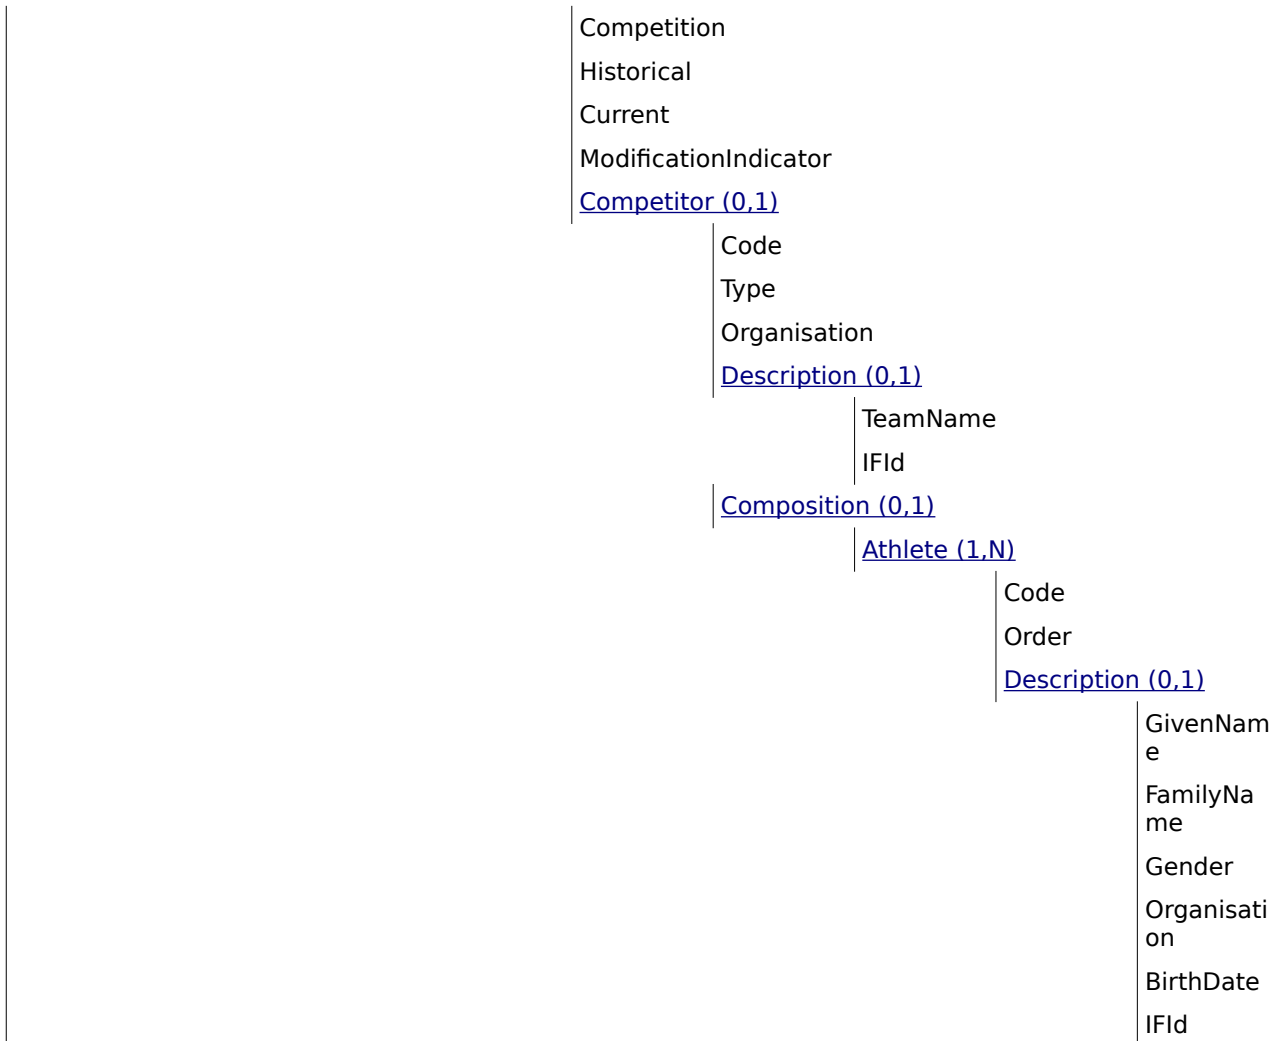 Competition
Historical
Current
ModificationIndicator
Competitor (0,1)
Code
Type
Organisation
Description (0,1)
TeamName
IFId
Composition (0,1)
Athlete (1,N)
Code
Order
Description (0,1)
GivenNam
e
FamilyNa
me
Gender
Organisati
on
BirthDate
IFId